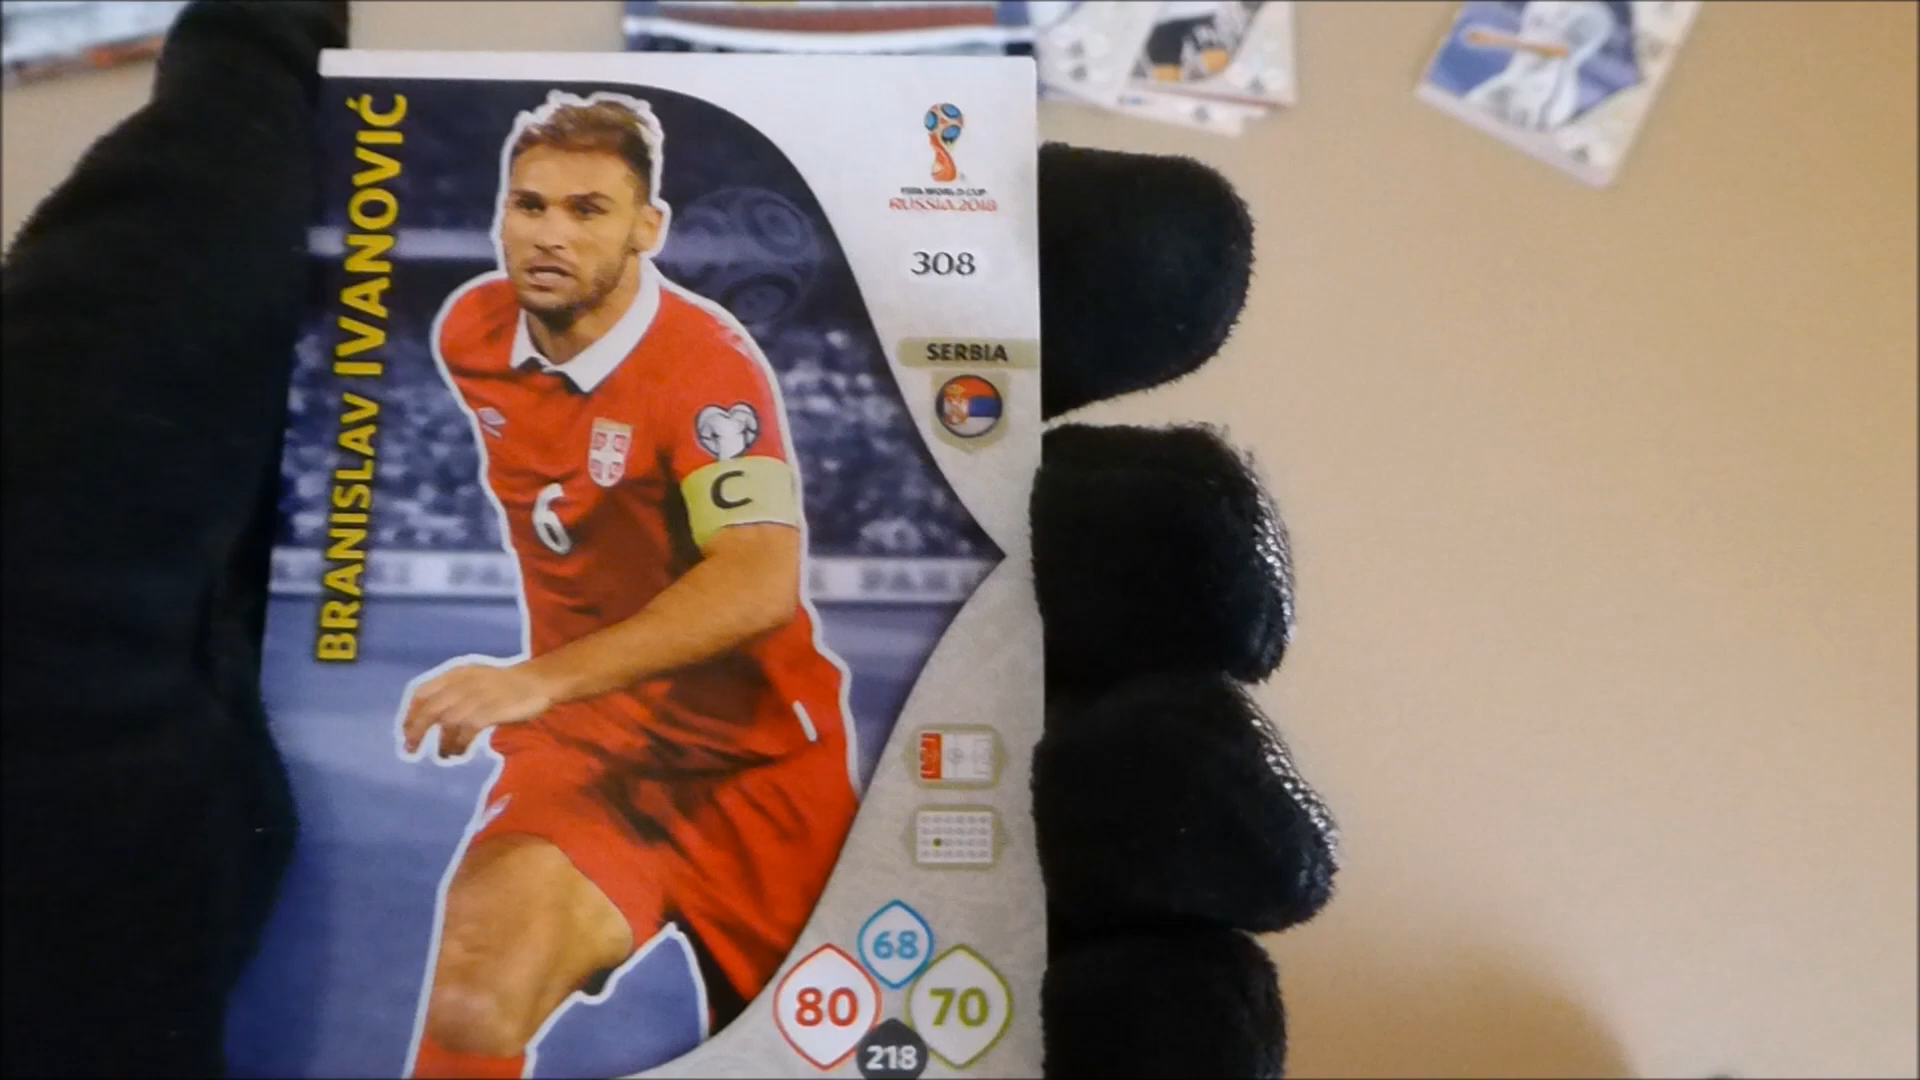 BRANISLAV IVANOVIĆ
FIFA WORLD CUP
RUSSIA 2018
308
SERBIA
C
6
68
80
70
218